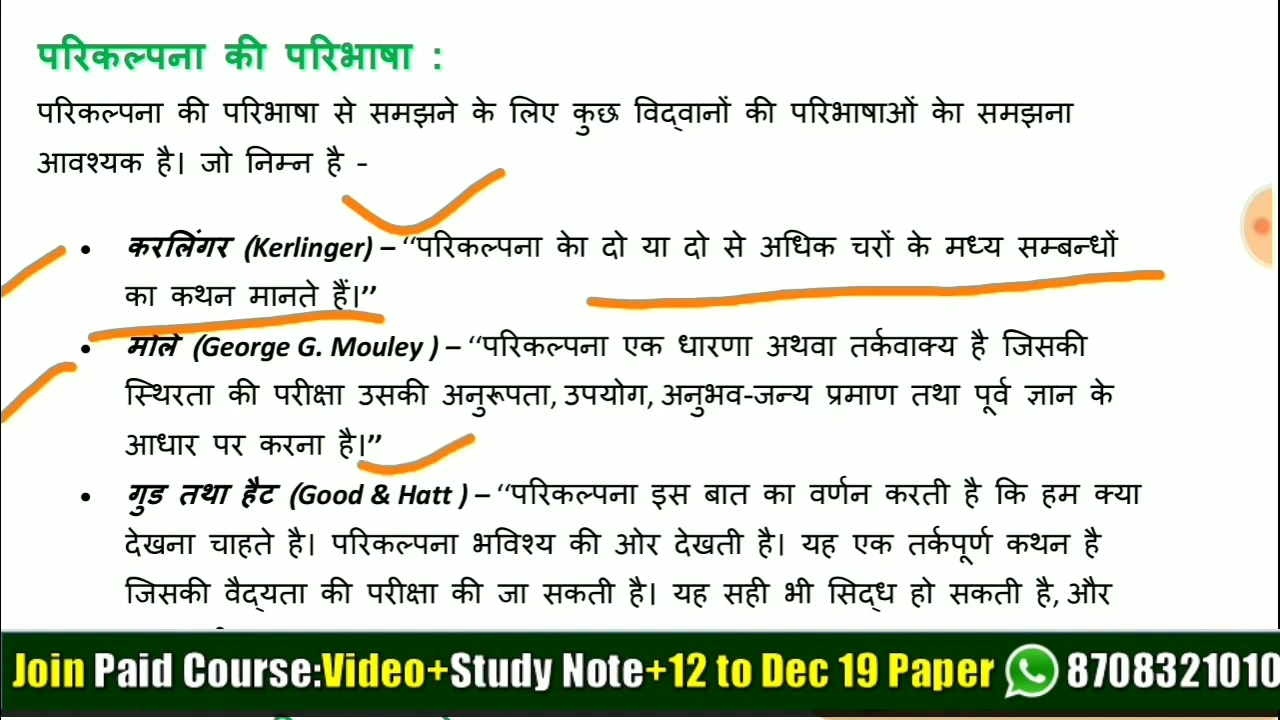 परिकल्पना की परिभाषा :
परिकल्पना की परिभाषा से समझने के लिए कुछ विद्वानों की परिभाषाओं केा समझना
आवश्यक है। जो निम्न है -
• करलिंगर (Kerlinger) – “परिकल्पना केा दो या दो से अधिक चरों के मध्य सम्बन्धों
का कथन मानते हैं।”
• मोले (George G. Mouley ) – “परिकल्पना एक धारणा अथवा तर्कवाक्य है जिसकी
स्थिरता की परीक्षा उसकी अनुरूपता, उपयोग, अनुभव-जन्य प्रमाण तथा पूर्व ज्ञान के
आधार पर करना है।”
• गुड तथा हैट (Good & Hatt ) – “परिकल्पना इस बात का वर्णन करती है कि हम क्या
देखना चाहते है। परिकल्पना भविश्य की ओर देखती है। यह एक तर्कपूर्ण कथन है
जिसकी वैद्यता की परीक्षा की जा सकती है। यह सही भी सिद्ध हो सकती है, और
Join Paid Course:Video+Study Note+12 to Dec 19 Paper 8708321010